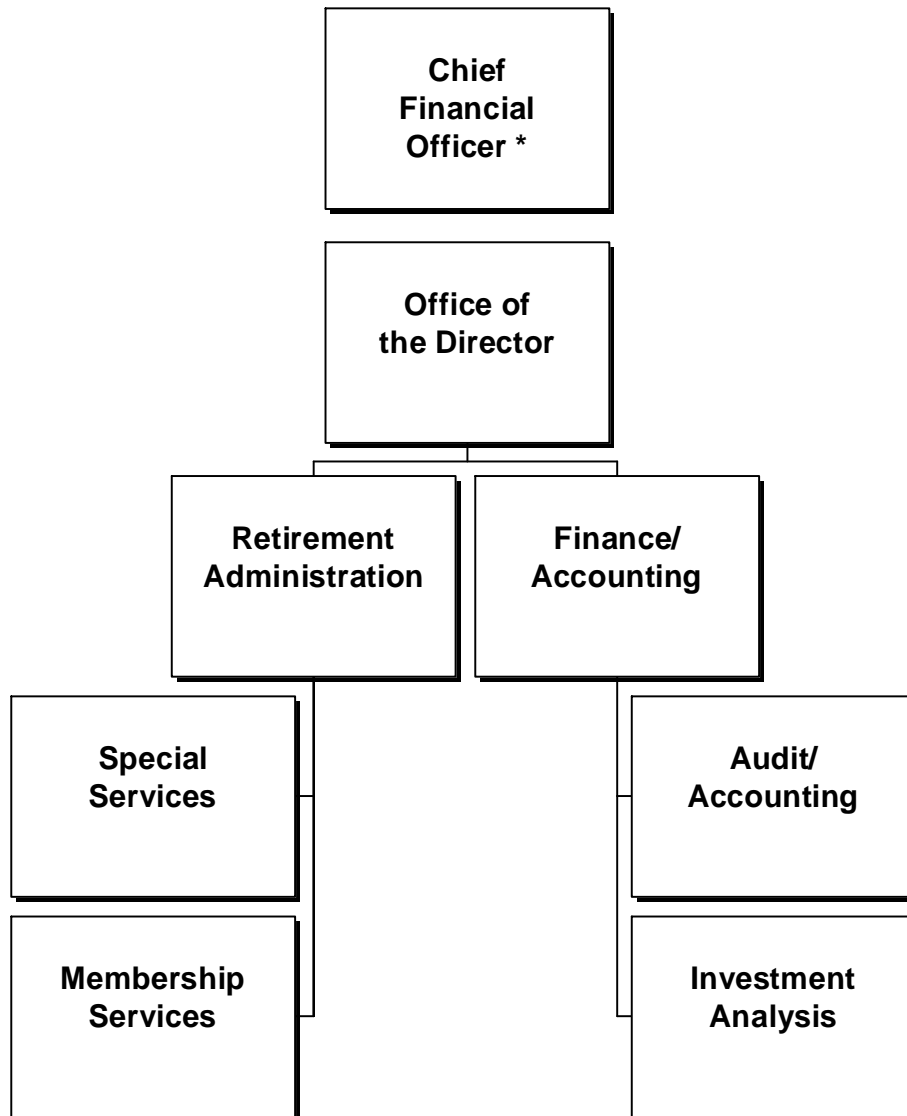 Chief
Financial
Officer *
Office of
the Director
Retirement
Administration
Finance/
Accounting
Special
Services
Audit/
Accounting
Membership
Services
Investment
Analysis